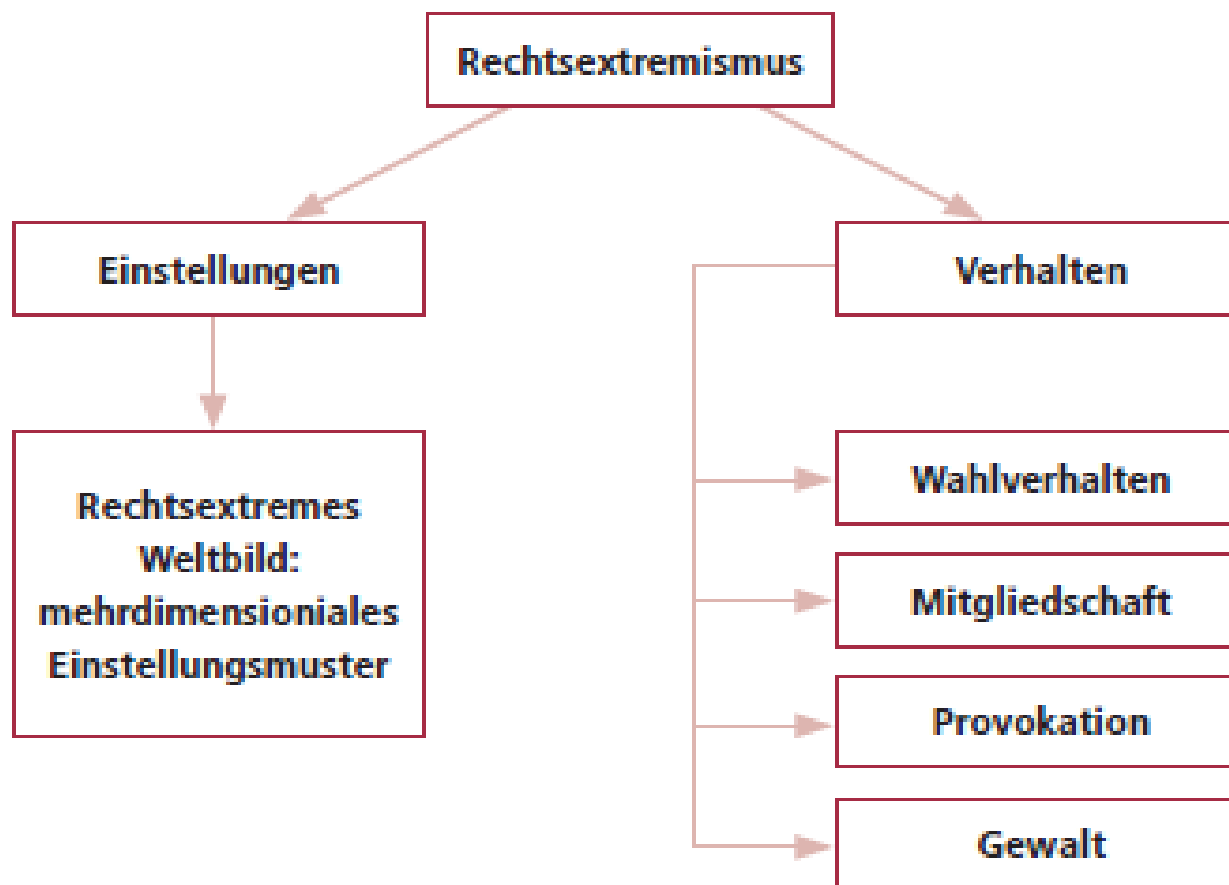 Rechtsextremismus
Einstellungen
Verhalten
Rechtsextremes
Weltbild:
mehrdimensioniales
Einstellungsmuster
Wahlverhalten
Mitgliedschaft
Provokation
Gewalt